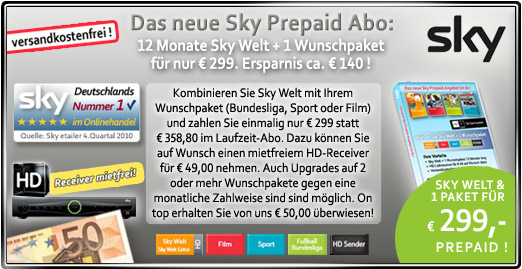 versandkostenfrei !
Das neue Sky Prepaid Abo:
12 Monate Sky Welt + 1 Wunschpaket
für nur € 299. Ersparnis ca. € 140 !
sky
sky
Deutschlands
Nummer 1
im Onlinehandel
Quelle: Sky etailer 4.Quartal 2010
HD
Receiver mietfrei!
Kombinieren Sie Sky Welt mit Ihrem
Wunschpaket (Bundesliga, Sport oder Film)
und zahlen Sie einmalig nur € 299 statt
€ 358,80 im Laufzeit-Abo. Dazu können Sie
auf Wunsch einen mietfreiem HD-Receiver
für € 49,00 nehmen. Auch Upgrades auf 2
oder mehr Wunschpakete gegen eine
monatliche Zahlweise sind sind möglich. On
top erhalten Sie von uns € 50,00 überwiesen!
50
Sky Welt
Sky Welt Extra
HD
Film
Sport
Fußball
Bundesliga
HD Sender
SKY WELT &
1 PAKET FÜR
€ 299,-
PREPAID !